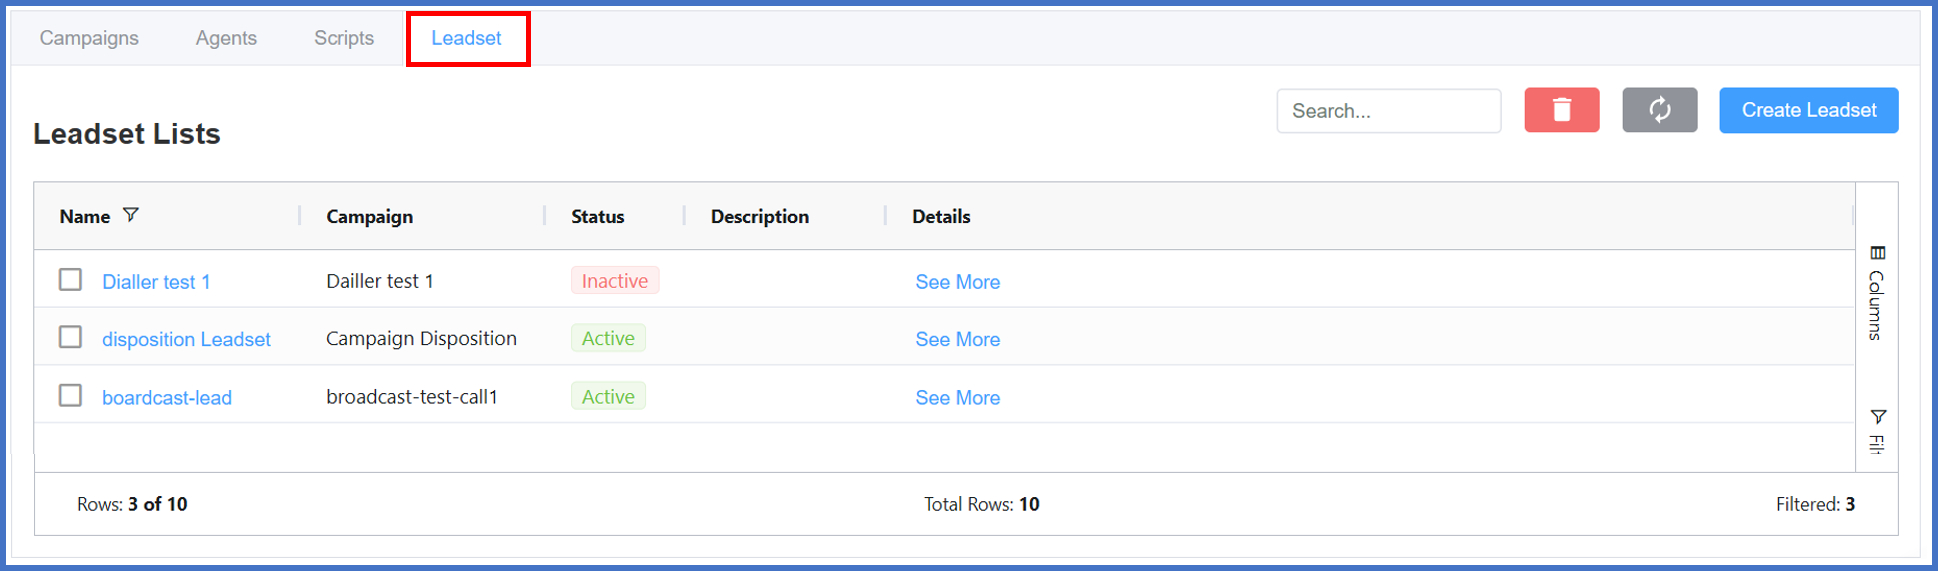 Campaigns Agents Scripts Leadset
Search... Create Leadset
Leadset Lists
Name Campaign Status Description Details
Dialler test 1 Dailler test 1 Inactive See More
disposition Leadset Campaign Disposition Active See More
boardcast-lead broadcast-test-call1 Active See More
Columns
Rows: 3 of 10 Total Rows: 10 Filtered: 3